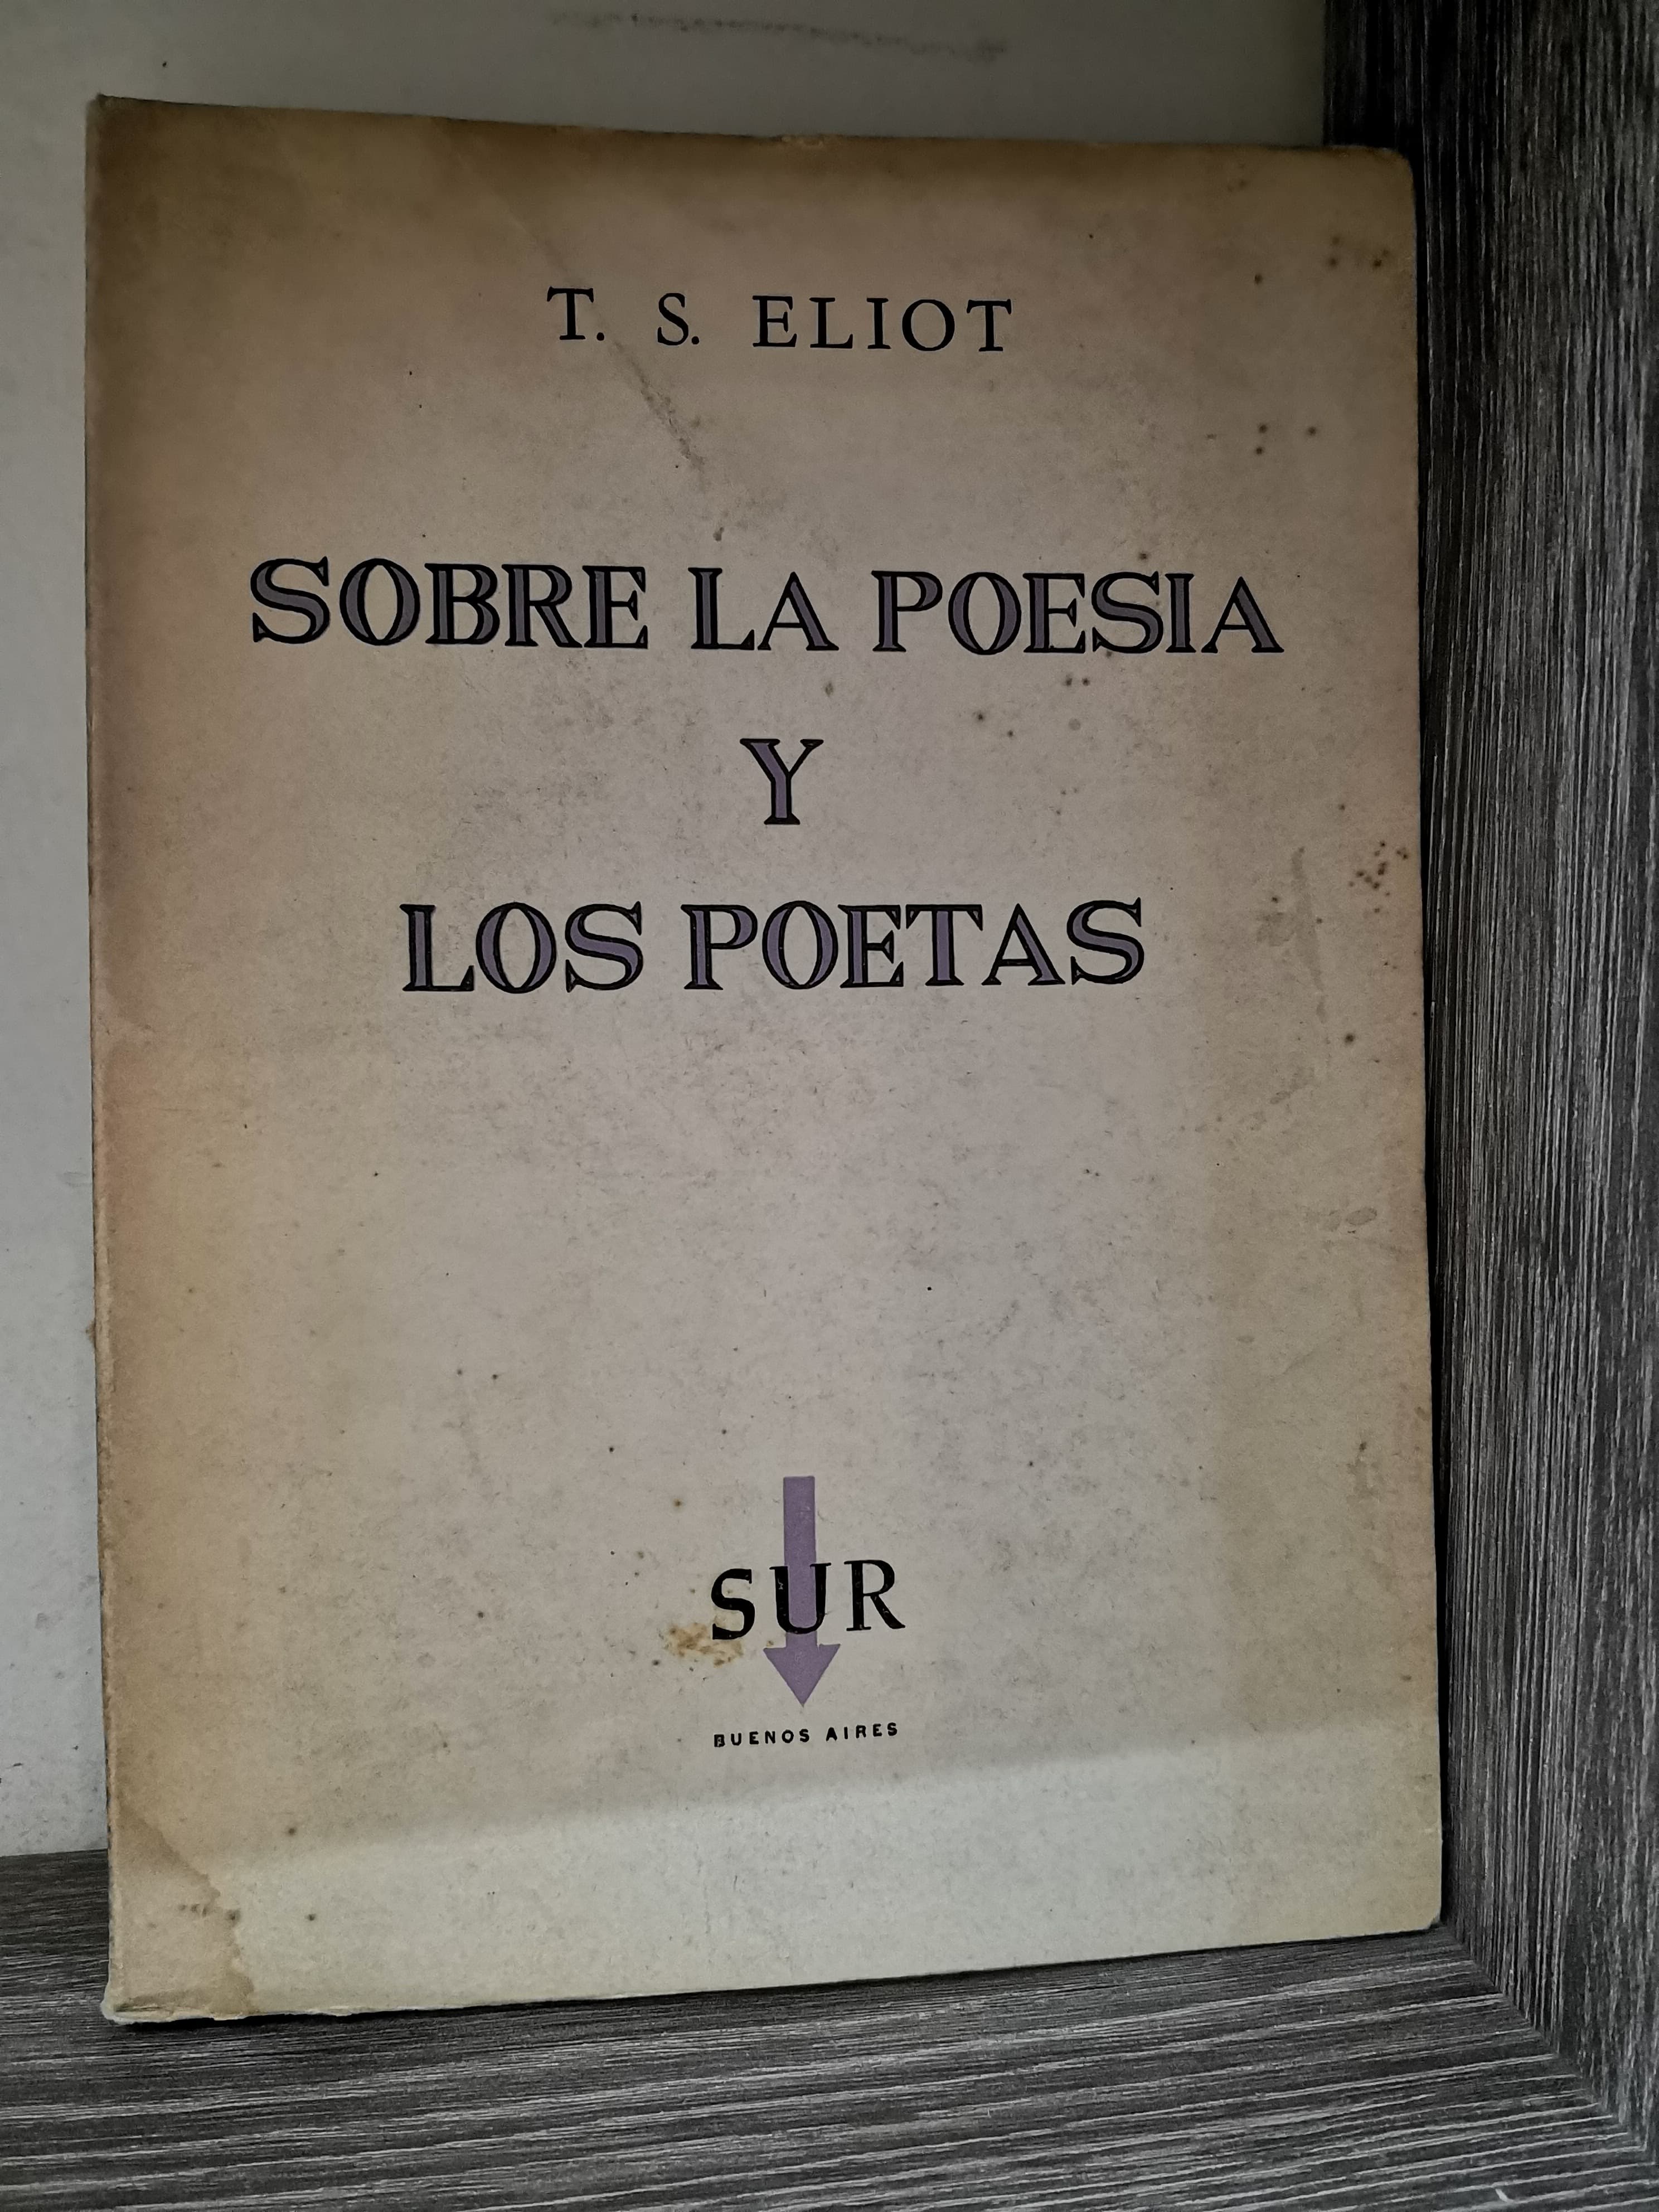 T. S. ELIOT
SOBRE LA POESIA
Y
LOS POETAS
SUR
BUENOS AIRES